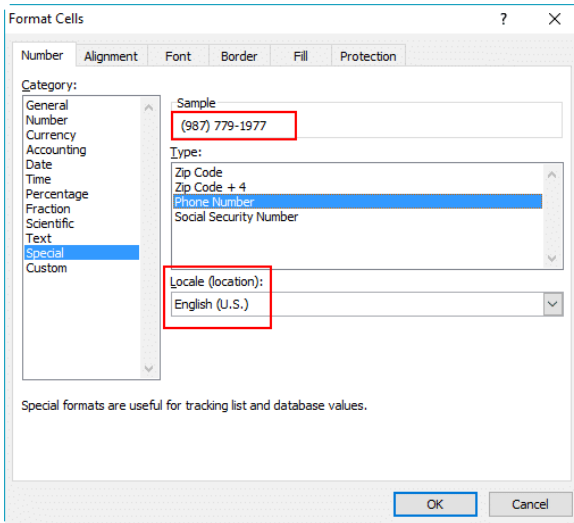 Format Cells
?
Number Alignment Font Border Fill Protection
Category:
General
Number
Currency
Accounting
Date
Time
Percentage
Fraction
Scientific
Text
Special
Custom
Sample
(987) 779-1977
Type:
Zip Code
Zip Code + 4
Phone Number
Social Security Number
Locale (location):
English (U.S.)
Special formats are useful for tracking list and database values.
OK Cancel